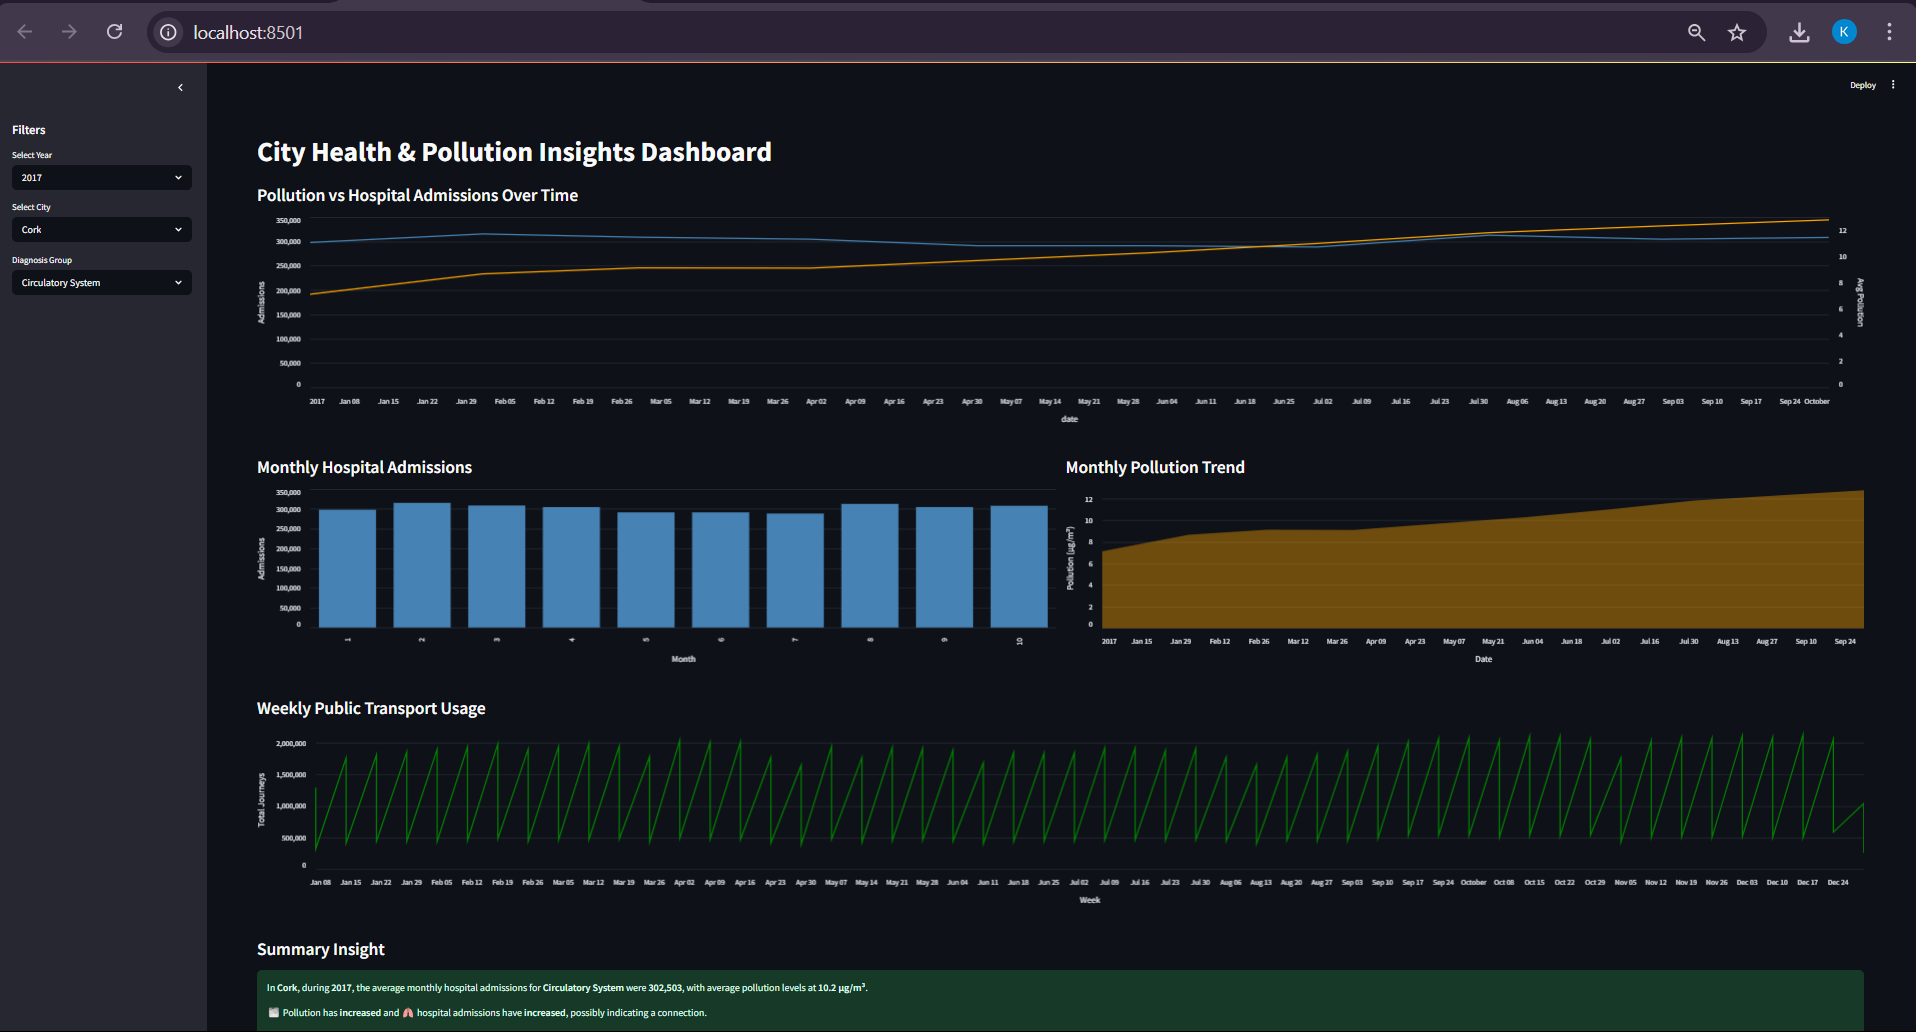 localhost:8501
K
Deploy
Filters
Select Year
2017
Select City
Cork
Diagnosis Group
Circulatory System
City Health & Pollution Insights Dashboard
Pollution vs Hospital Admissions Over Time
350,000
300,000
250,000
200,000
150,000
100,000
50,000
0
Admissions
12
10
8
6
4
2
0
Avg Pollution
2017 Jan 08 Jan 15 Jan 22 Jan 29 Feb 05 Feb 12 Feb 19 Feb 26 Mar 05 Mar 12 Mar 19 Mar 26 Apr 02 Apr 09 Apr 16 Apr 23 Apr 30 May 07 May 14 May 21 May 28 Jun 04 Jun 11 Jun 18 Jun 25 Jul 02 Jul 09 Jul 16 Jul 23 Jul 30 Aug 06 Aug 13 Aug 20 Aug 27 Sep 03 Sep 10 Sep 17 Sep 24 October
date
Monthly Hospital Admissions
350,000
300,000
250,000
200,000
150,000
100,000
50,000
0
Admissions
1 2 3 4 5 6 7 8 9 10
Month
Monthly Pollution Trend
12
10
8
6
4
2
0
Pollution (µg/m³)
2017 Jan 15 Jan 29 Feb 12 Feb 26 Mar 12 Mar 26 Apr 09 Apr 23 May 07 May 21 Jun 04 Jun 18 Jul 02 Jul 16 Jul 30 Aug 13 Aug 27 Sep 10 Sep 24
Date
Weekly Public Transport Usage
2,000,000
1,500,000
1,000,000
500,000
0
Total Journeys
Jan 08 Jan 15 Jan 22 Jan 29 Feb 05 Feb 12 Feb 19 Feb 26 Mar 05 Mar 12 Mar 19 Mar 26 Apr 02 Apr 09 Apr 16 Apr 23 Apr 30 May 07 May 14 May 21 May 28 Jun 04 Jun 11 Jun 18 Jun 25 Jul 02 Jul 09 Jul 16 Jul 23 Jul 30 Aug 06 Aug 13 Aug 20 Aug 27 Sep 03 Sep 10 Sep 17 Sep 24 October Oct 08 Oct 15 Oct 22 Oct 29 Nov 05 Nov 12 Nov 19 Nov 26 Dec 03 Dec 10 Dec 17 Dec 24
Week
Summary Insight
In Cork, during 2017, the average monthly hospital admissions for Circulatory System were 302,503, with average pollution levels at 10.2 µg/m³.
Pollution has increased and 🫁 hospital admissions have increased, possibly indicating a connection.